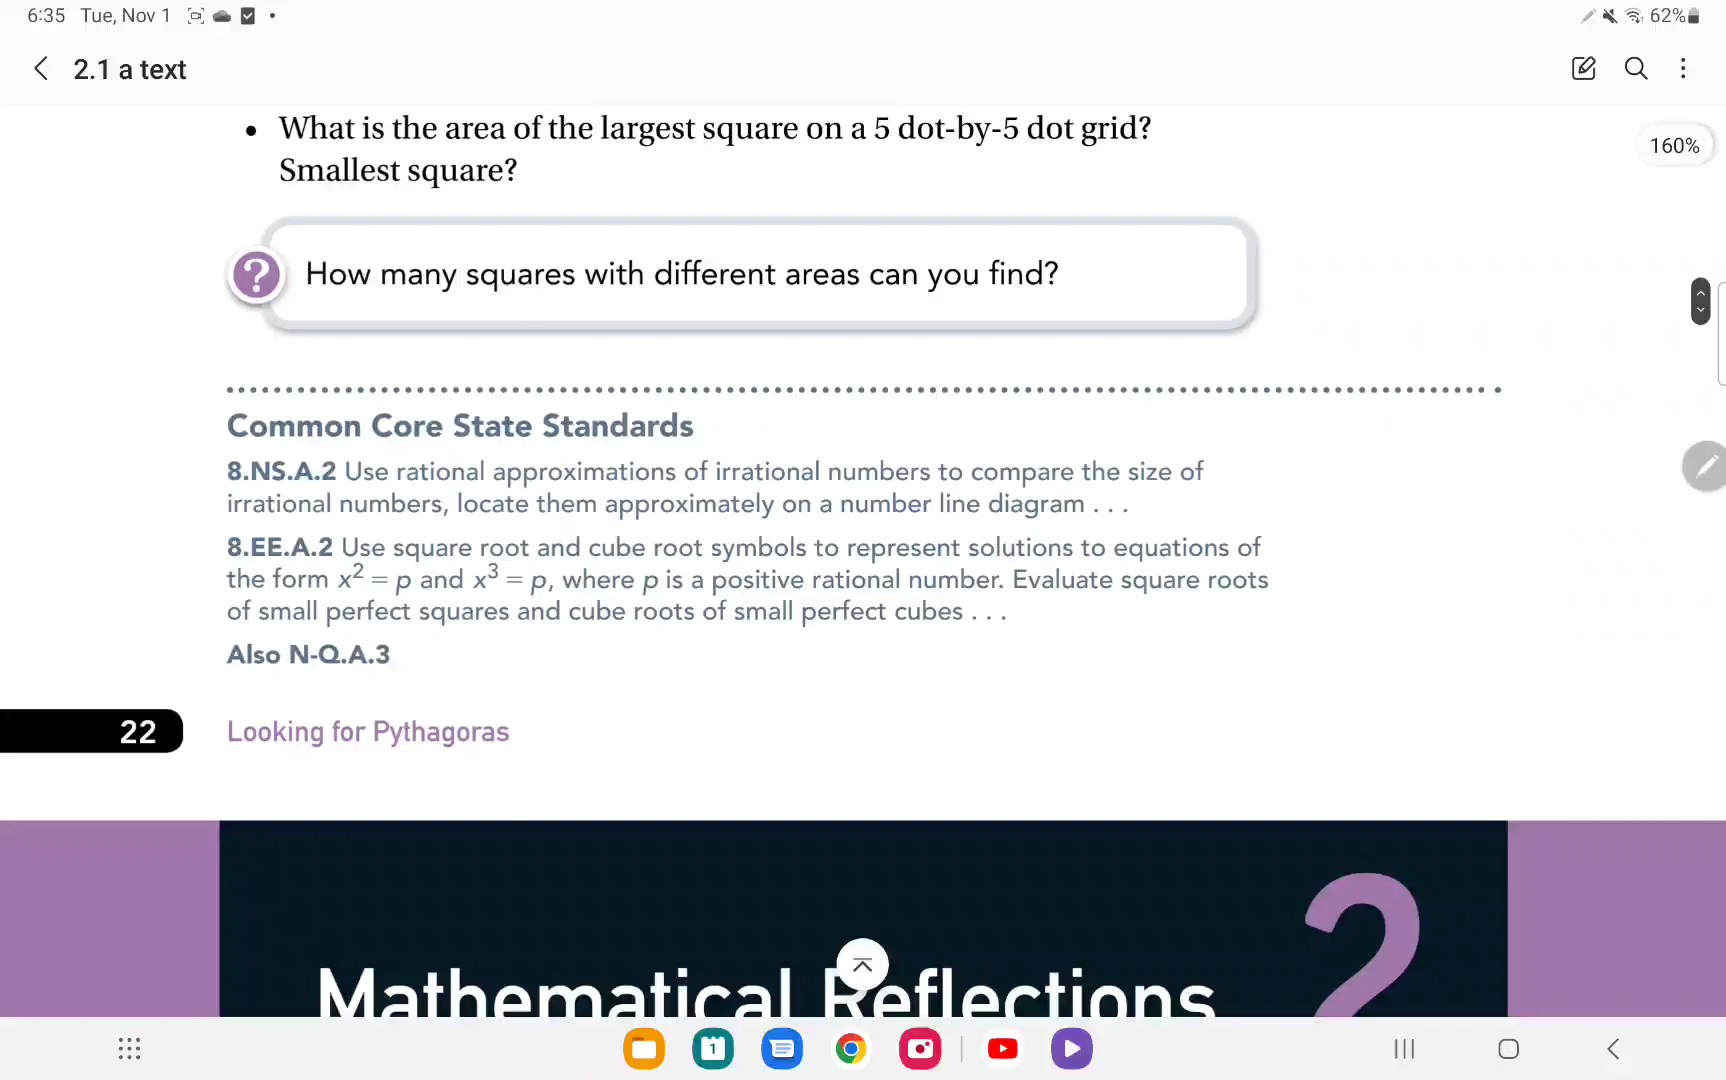 6:35 Tue, Nov 1
62%
2.1 a text
• What is the area of the largest square on a 5 dot-by-5 dot grid?
Smallest square?
160%
? How many squares with different areas can you find?
Common Core State Standards
8.NS.A.2 Use rational approximations of irrational numbers to compare the size of
irrational numbers, locate them approximately on a number line diagram . . .
8.EE.A.2 Use square root and cube root symbols to represent solutions to equations of
the form x² = p and x³ = p, where p is a positive rational number. Evaluate square roots
of small perfect squares and cube roots of small perfect cubes . . .
Also N-Q.A.3
22 Looking for Pythagoras
2
Mathematical Reflections
1